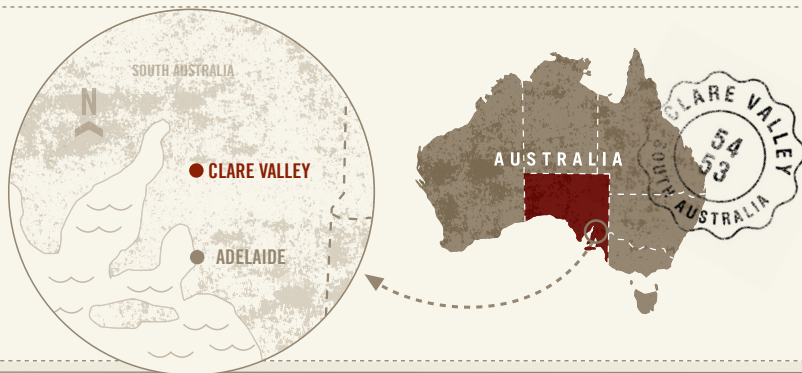 SOUTH AUSTRALIA
N
CLARE VALLEY
ADELAIDE
AUSTRALIA
CLARE VALLEY
54
53
SOUTH AUSTRALIA